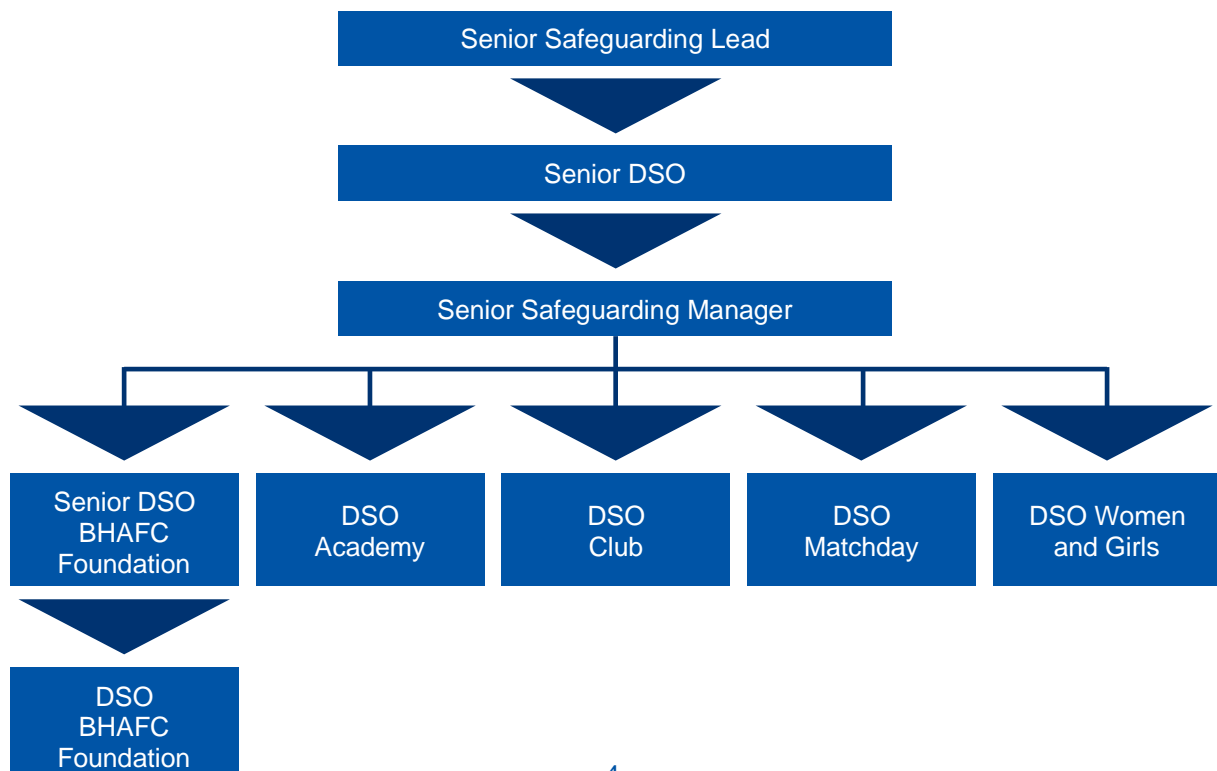 Senior Safeguarding Lead
Senior DSO
Senior Safeguarding Manager
Senior DSO
BHAFC
Foundation
DSO
Academy
DSO
Club
DSO
Matchday
DSO Women
and Girls
DSO
BHAFC
Foundation
4